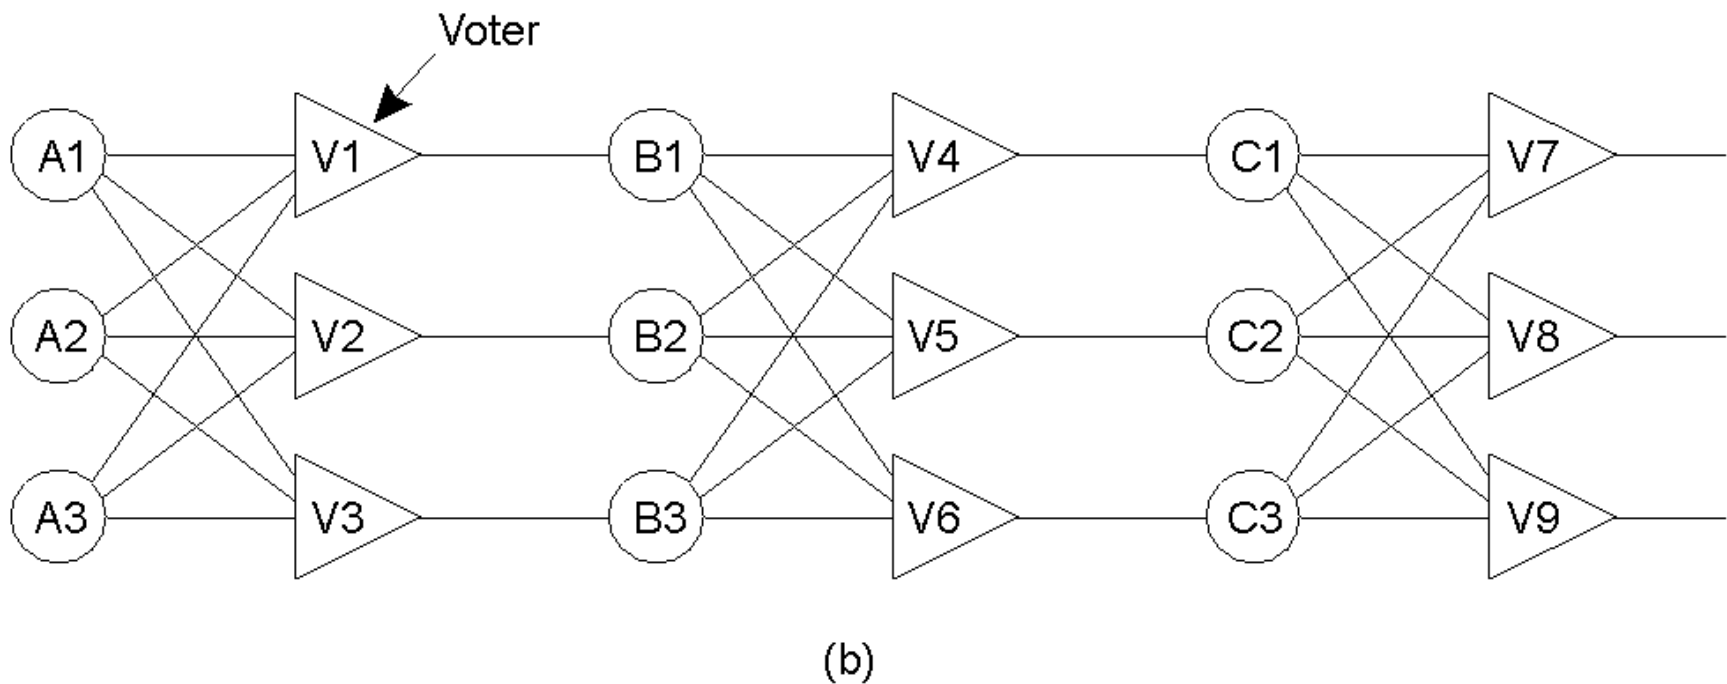 Voter
A1 V1 B1 V4 C1 V7
A2 V2 B2 V5 C2 V8
A3 V3 B3 V6 C3 V9
(b)